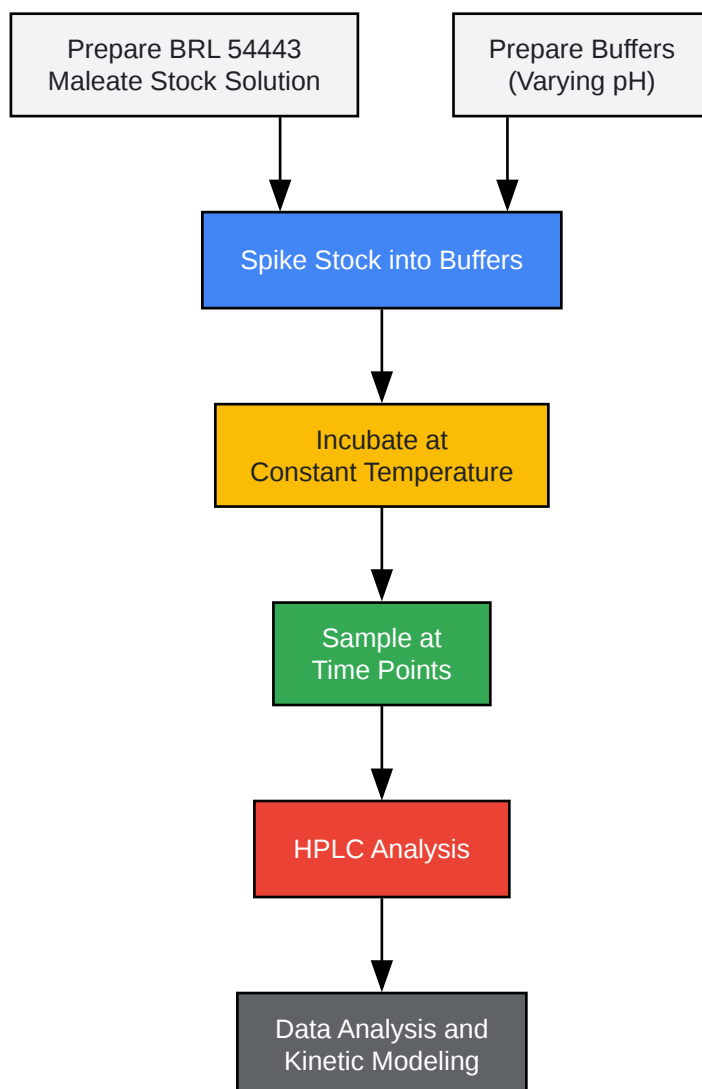 Prepare BRL 54443
Maleate Stock Solution
Prepare Buffers
(Varying pH)
Spike Stock into Buffers
Incubate at
Constant Temperature
Sample at
Time Points
HPLC Analysis
Data Analysis and
Kinetic Modeling